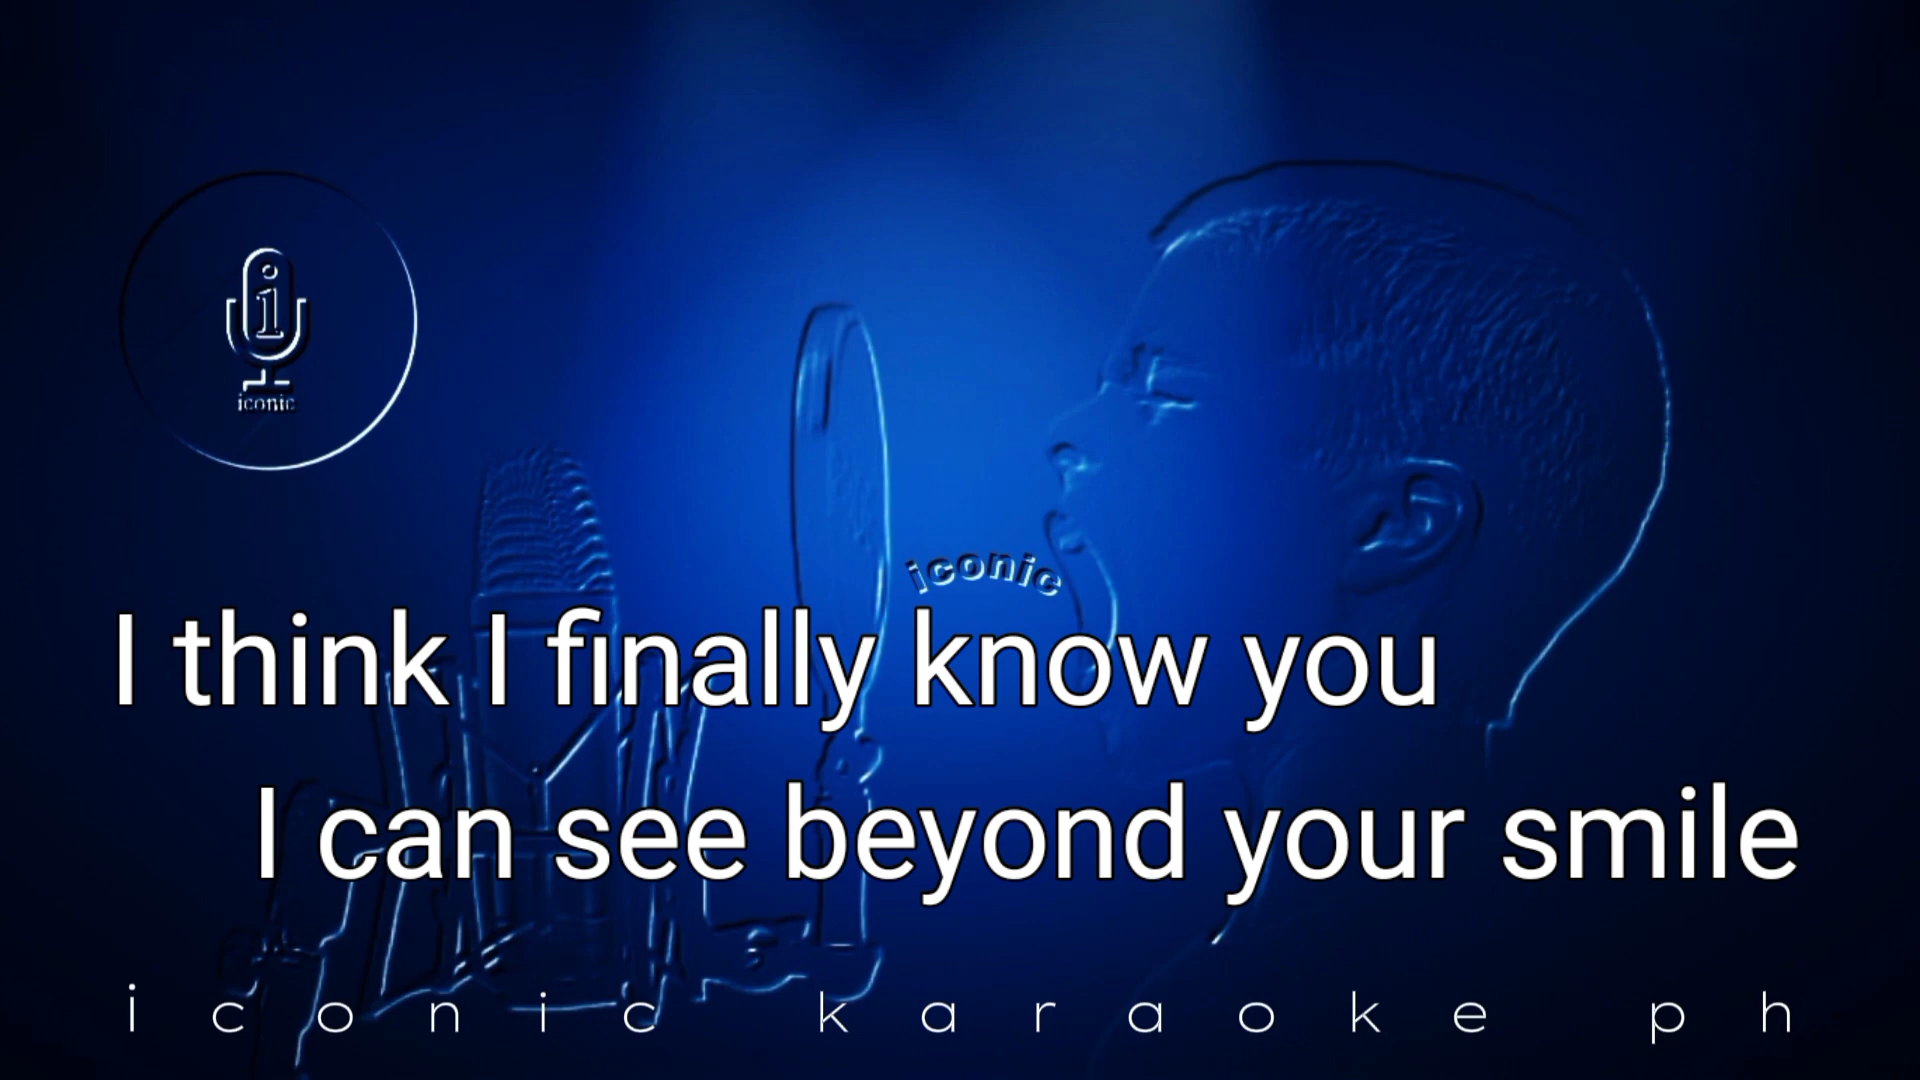 i
iconic
iconic
I think I finally know you
I can see beyond your smile
iconic karaoke ph